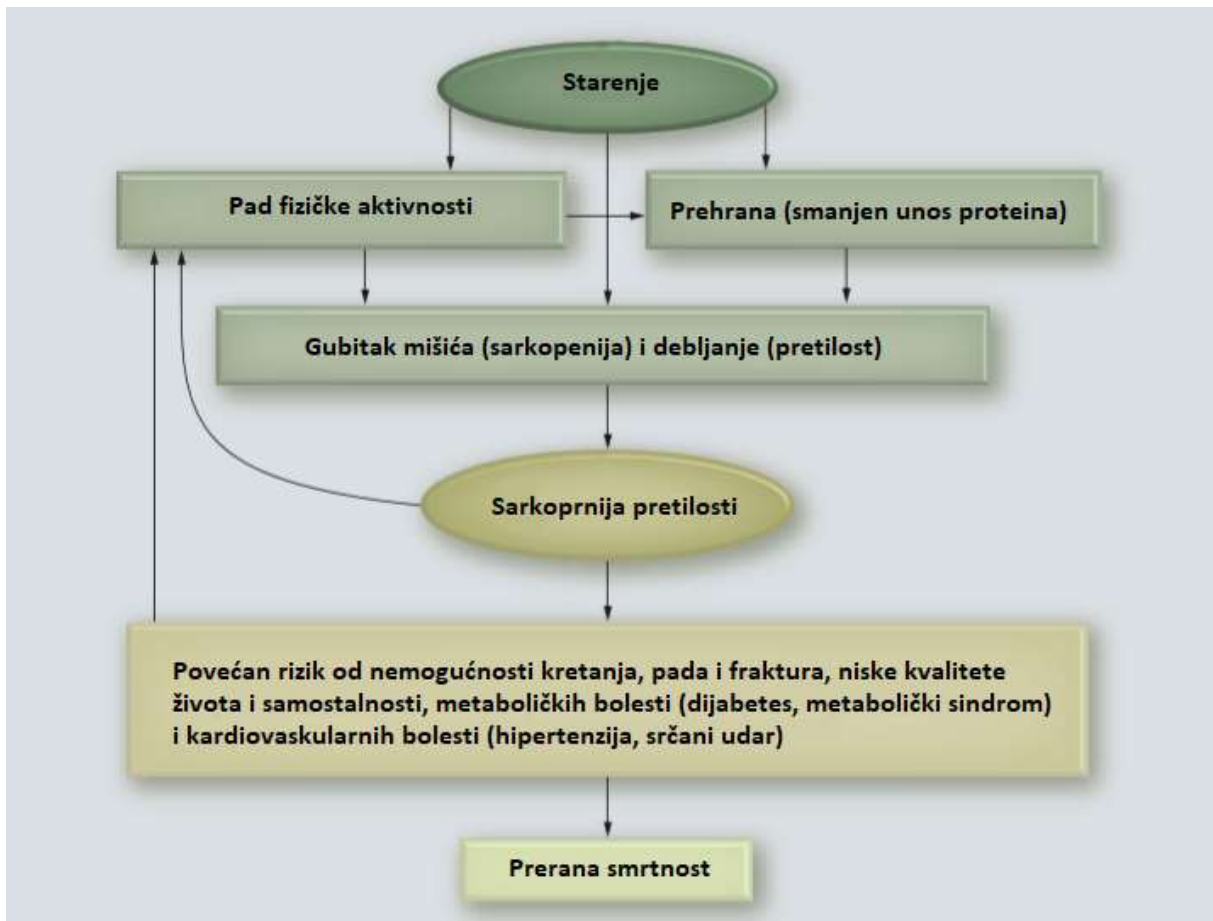 Starenje
Pad fizičke aktivnosti
Prehrana (smanjen unos proteina)
Gubitak mišića (sarkopenija) i debljanje (pretilost)
Sarkoprnija pretilosti
Povećan rizik od nemogućnosti kretanja, pada i fraktura, niske kvalitete
života i samostalnosti, metaboličkih bolesti (dijabetes, metabolički sindrom)
i kardiovaskularnih bolesti (hipertenzija, srčani udar)
Prerana smrtnost